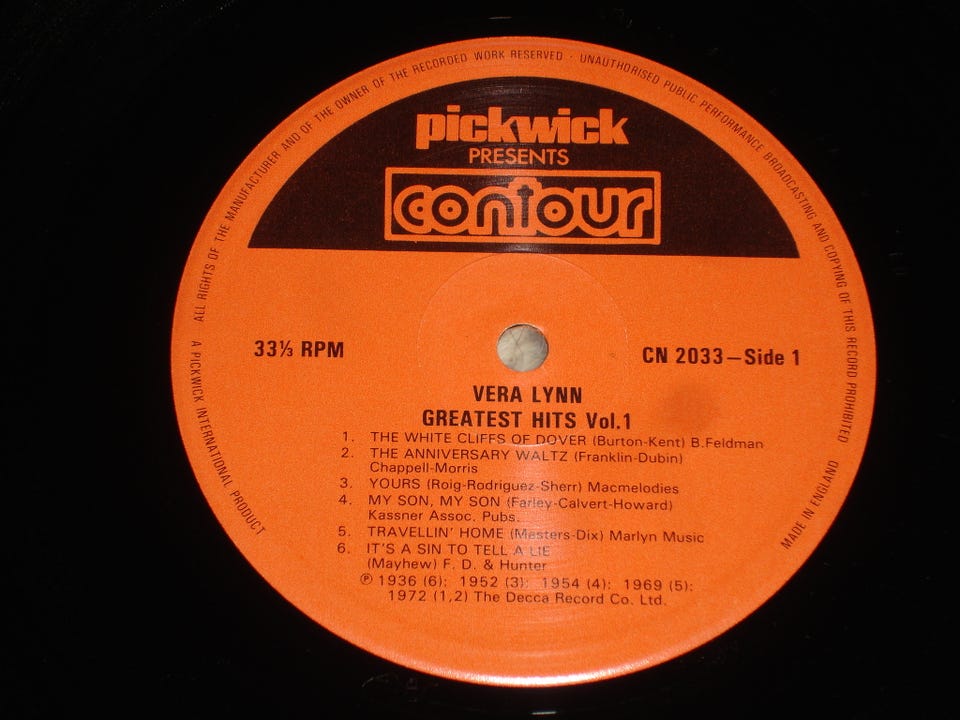 ALL RIGHTS OF THE MANUFACTURER AND OF THE OWNER OF THE RECORDED WORK RESERVED · UNAUTHORISED PUBLIC PERFORMANCE BROADCASTING AND COPYING OF THIS RECORD PROHIBITED
pickwick
PRESENTS
contour
33⅓ RPM
CN 2033–Side 1
VERA LYNN
GREATEST HITS Vol.1
1. THE WHITE CLIFFS OF DOVER (Burton-Kent) B.Feldman
2. THE ANNIVERSARY WALTZ (Franklin-Dubin)
Chappell-Morris
3. YOURS (Roig-Rodriguez-Sherr) Macmelodies
4. MY SON, MY SON (Farley-Calvert-Howard)
Kassner Assoc. Pubs.
5. TRAVELLIN' HOME (Masters-Dix) Marlyn Music
6. IT'S A SIN TO TELL A LIE
(Mayhew) F. D. & Hunter
℗ 1936 (6): 1952 (3): 1954 (4): 1969 (5):
1972 (1,2) The Decca Record Co. Ltd.
A PICKWICK INTERNATIONAL PRODUCT
MADE IN ENGLAND